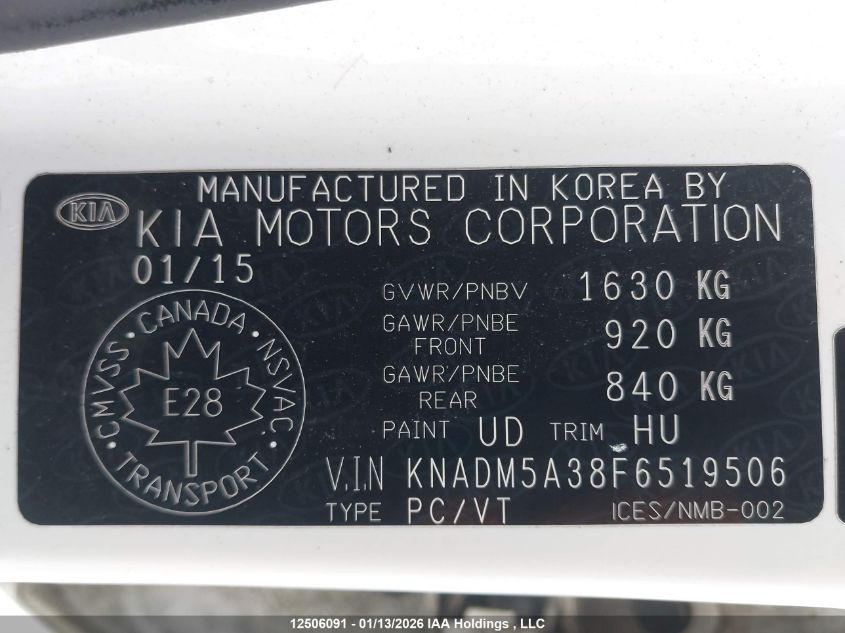 MANUFACTURED IN KOREA BY
KIA
KIA MOTORS CORPORATION
01/15
GVWR/PNBV 1630 KG
GAWR/PNBE FRONT 920 KG
GAWR/PNBE REAR 840 KG
PAINT UD TRIM HU
V.I.N KNADM5A38F6519506
TYPE PC/VT ICES/NMB-002
CANADA · NSVAC · TRANSPORT · CMVSS
E28
12506091 - 01/13/2026 IAA Holdings , LLC